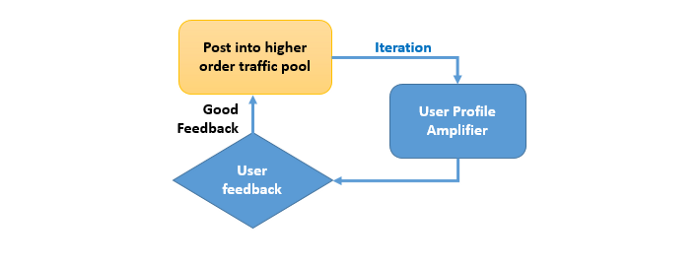 Post into higher
order traffic pool
Iteration
User Profile
Amplifier
Good
Feedback
User
feedback